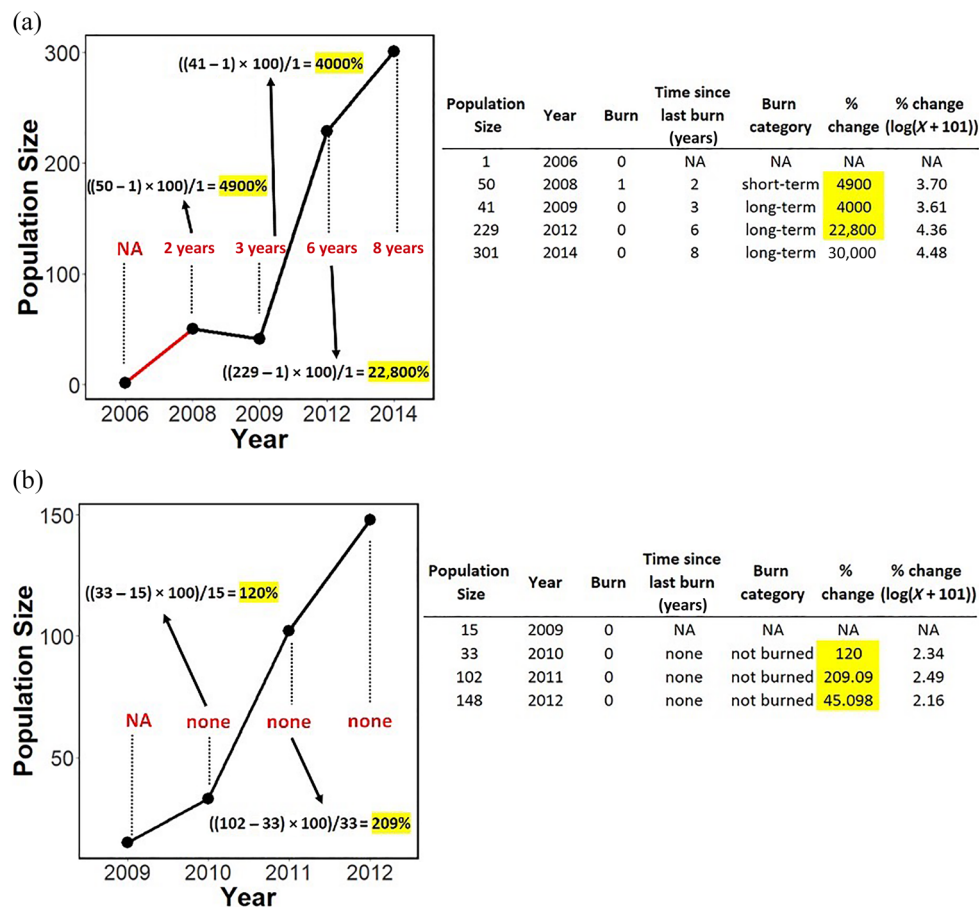 (a)
Population Size
300
200
100
0
((41 – 1) × 100)/1 = 4000%
((50 – 1) × 100)/1 = 4900%
NA 2 years 3 years 6 years 8 years
((229 – 1) × 100)/1 = 22,800%
2006 2008 2009 2012 2014
Year
Population Size Year Burn Time since last burn (years) Burn category % change % change (log(X + 101))
1 2006 0 NA NA NA NA
50 2008 1 2 short-term 4900 3.70
41 2009 0 3 long-term 4000 3.61
229 2012 0 6 long-term 22,800 4.36
301 2014 0 8 long-term 30,000 4.48
(b)
Population Size
150
100
50
((33 – 15) × 100)/15 = 120%
NA none none none
((102 – 33) × 100)/33 = 209%
2009 2010 2011 2012
Year
Population Size Year Burn Time since last burn (years) Burn category % change % change (log(X + 101))
15 2009 0 NA NA NA NA
33 2010 0 none not burned 120 2.34
102 2011 0 none not burned 209.09 2.49
148 2012 0 none not burned 45.098 2.16